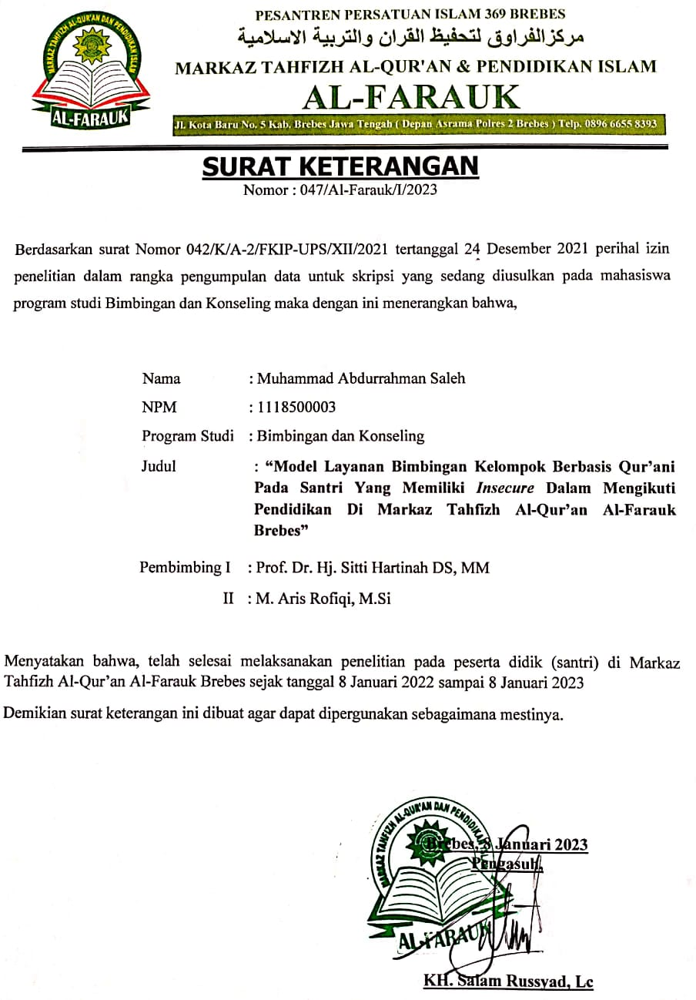 MARKAZ TAHFIZH AL-QUR'AN DAN PENDIDIKAN ISLAM
AL-FARAUK
PESANTREN PERSATUAN ISLAM 369 BREBES
مركز الفراوق لتحفيظ القران والتربية الاسلامية
MARKAZ TAHFIZH AL-QUR'AN & PENDIDIKAN ISLAM
AL-FARAUK
Jl. Kota Baru No. 5 Kab. Brebes Jawa Tengah ( Depan Asrama Polres 2 Brebes ) Telp. 0896 6655 8393
SURAT KETERANGAN
Nomor : 047/Al-Farauk/I/2023
Berdasarkan surat Nomor 042/K/A-2/FKIP-UPS/XII/2021 tertanggal 24 Desember 2021 perihal izin
penelitian dalam rangka pengumpulan data untuk skripsi yang sedang diusulkan pada mahasiswa
program studi Bimbingan dan Konseling maka dengan ini menerangkan bahwa,
Nama : Muhammad Abdurrahman Saleh
NPM : 1118500003
Program Studi : Bimbingan dan Konseling
Judul : “Model Layanan Bimbingan Kelompok Berbasis Qur’ani
Pada Santri Yang Memiliki Insecure Dalam Mengikuti
Pendidikan Di Markaz Tahfizh Al-Qur’an Al-Farauk
Brebes”
Pembimbing I : Prof. Dr. Hj. Sitti Hartinah DS, MM
II : M. Aris Rofiqi, M.Si
Menyatakan bahwa, telah selesai melaksanakan penelitian pada peserta didik (santri) di Markaz
Tahfizh Al-Qur’an Al-Farauk Brebes sejak tanggal 8 Januari 2022 sampai 8 Januari 2023
Demikian surat keterangan ini dibuat agar dapat dipergunakan sebagaimana mestinya.
MARKAZ TAHFIZH AL-QUR'AN DAN PENDIDIKAN
Brebes, 8 Januari 2023
Pengasuh,
AL-FARAUK
KH. Salam Russyad, Lc